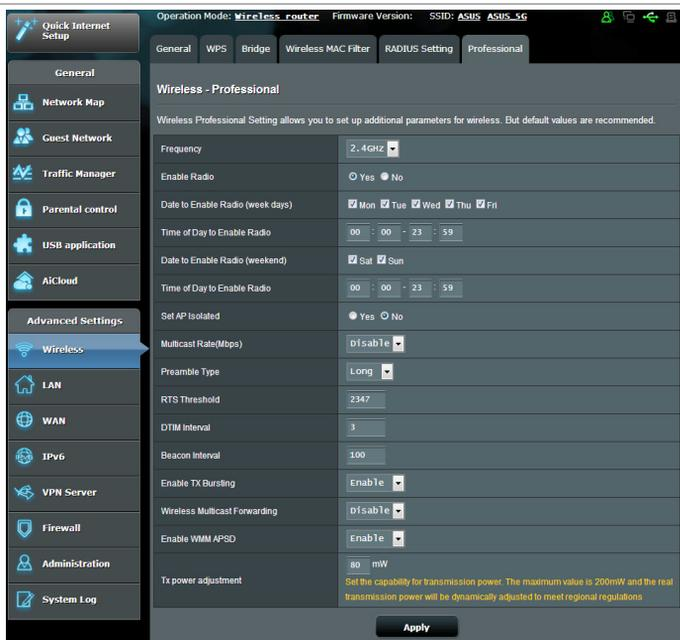 Quick Internet Setup
Operation Mode: Wireless router Firmware Version: SSID: ASUS ASUS_5G
General WPS Bridge Wireless MAC Filter RADIUS Setting Professional
General
Network Map
Guest Network
Traffic Manager
Parental control
USB application
AiCloud
Advanced Settings
Wireless
LAN
WAN
IPv6
VPN Server
Firewall
Administration
System Log
Wireless - Professional
Wireless Professional Setting allows you to set up additional parameters for wireless. But default values are recommended.
Frequency 2.4GHz
Enable Radio Yes No
Date to Enable Radio (week days) Mon Tue Wed Thu Fri
Time of Day to Enable Radio 00 : 00 - 23 : 59
Date to Enable Radio (weekend) Sat Sun
Time of Day to Enable Radio 00 : 00 - 23 : 59
Set AP Isolated Yes No
Multicast Rate(Mbps) Disable
Preamble Type Long
RTS Threshold 2347
DTIM Interval 3
Beacon Interval 100
Enable TX Bursting Enable
Wireless Multicast Forwarding Disable
Enable WMM APSD Enable
Tx power adjustment 80 mW
Set the capability for transmission power. The maximum value is 200mW and the real
transmission power will be dynamically adjusted to meet regional regulations
Apply